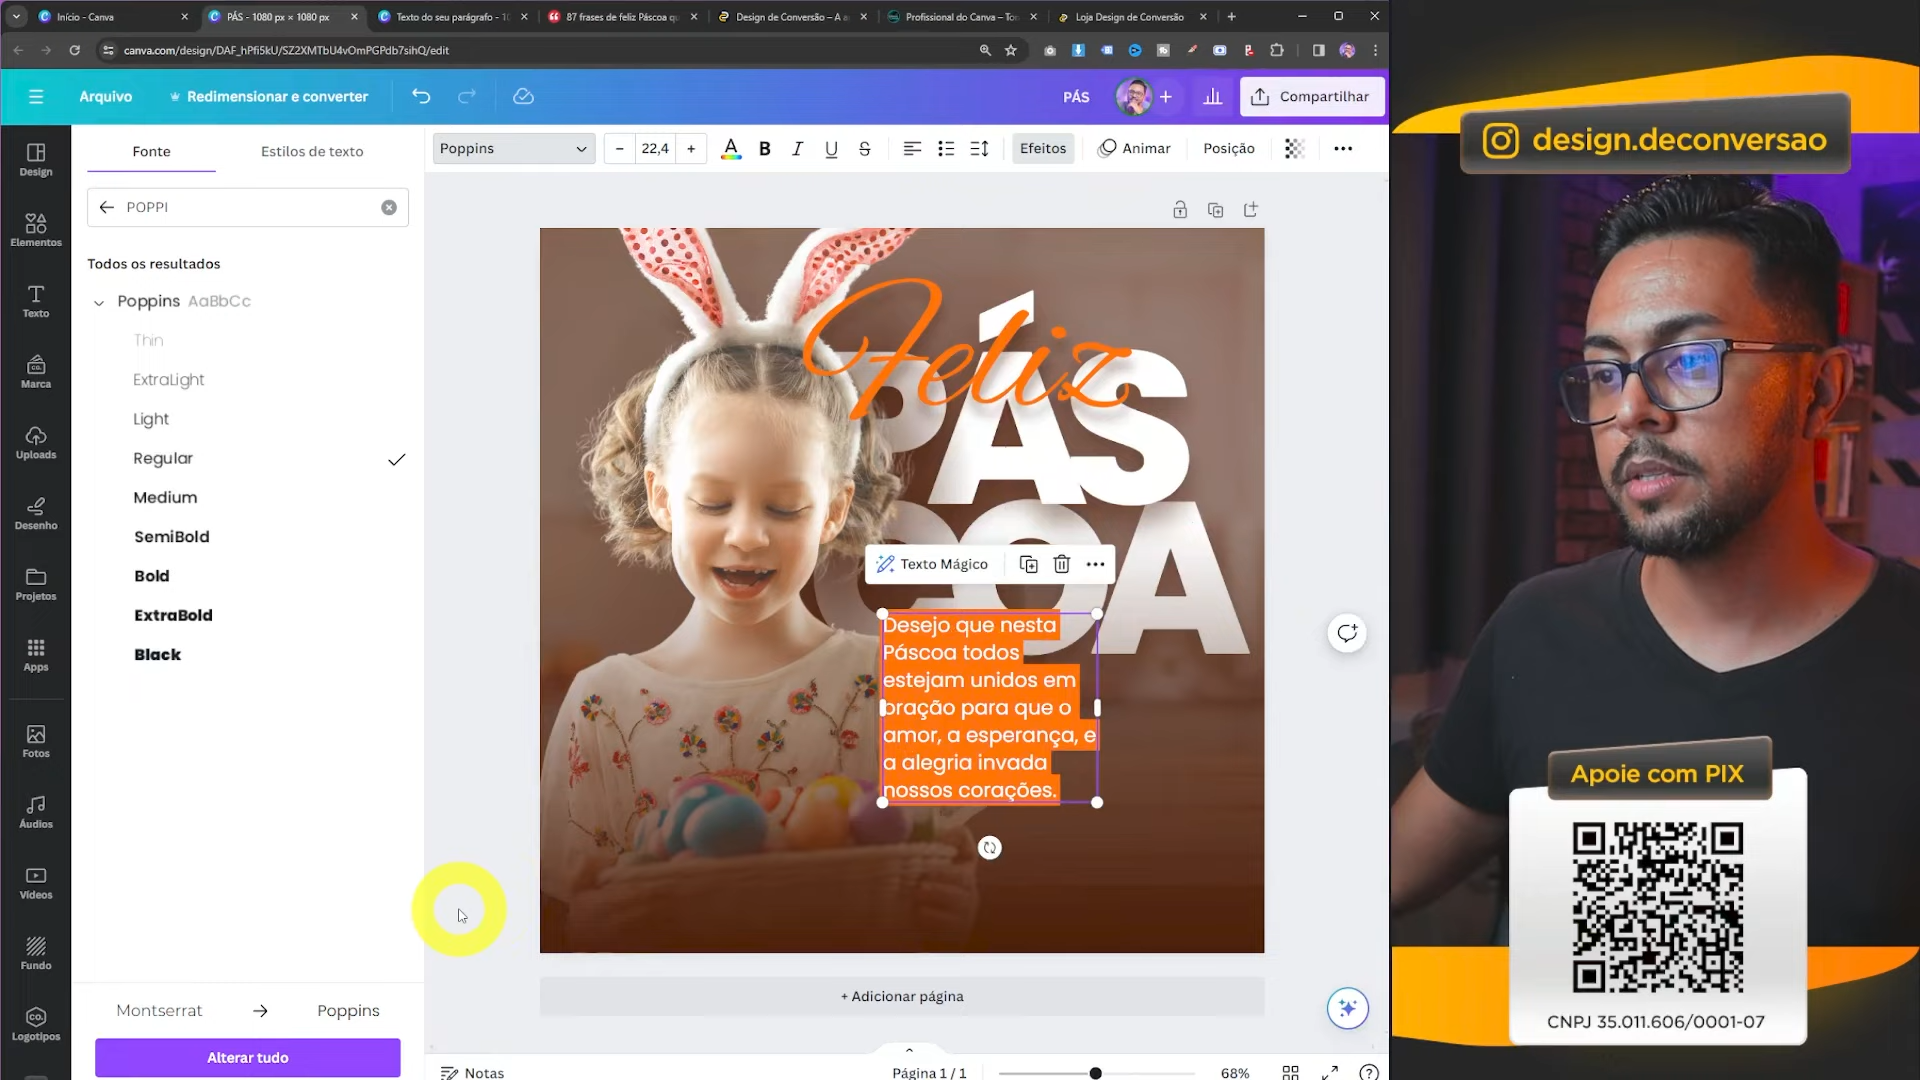 Início - Canva
PÁS - 1080 px × 1080 px
Texto do seu parágrafo - 10
87 frases de feliz Páscoa qu
Design de Conversão – A a
Profissional do Canva – Ton
Loja Design de Conversão
canva.com/design/DAF_hPfi5kU/SZ2XMTbU4vOmPGPdb7sihQ/edit
Arquivo
Redimensionar e converter
PÁS
Compartilhar
Design
Elementos
Texto
Marca
Uploads
Desenho
Projetos
Apps
Fotos
Áudios
Vídeos
Fundo
Logotipos
Fonte
Estilos de texto
POPPI
Todos os resultados
Poppins AaBbCc
Thin
ExtraLight
Light
Regular
Medium
SemiBold
Bold
ExtraBold
Black
Montserrat → Poppins
Alterar tudo
Poppins
– 22,4 +
A B I U S
Efeitos
Animar
Posição
Feliz
PÁS
COA
Texto Mágico
Desejo que nesta
Páscoa todos
estejam unidos em
oração para que o
amor, a esperança, e
a alegria invada
nossos corações.
+ Adicionar página
Notas
Página 1 / 1
68%
design.deconversao
Apoie com PIX
CNPJ 35.011.606/0001-07